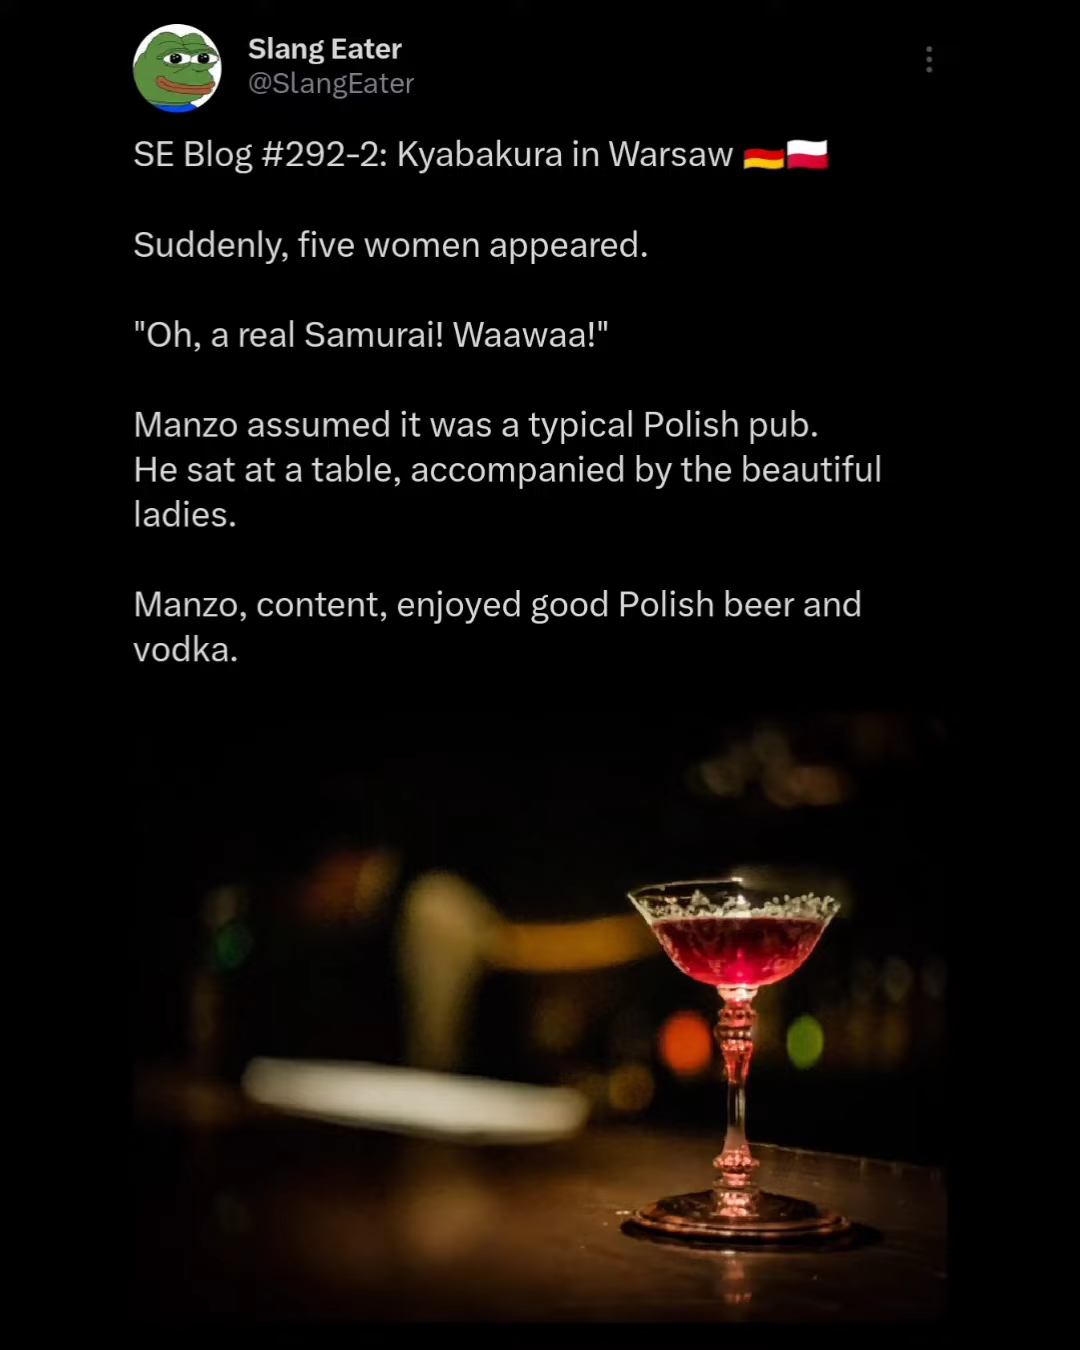 Slang Eater
@SlangEater
SE Blog #292-2: Kyabakura in Warsaw 🇩🇪🇵🇱
Suddenly, five women appeared.
"Oh, a real Samurai! Waawaa!"
Manzo assumed it was a typical Polish pub.
He sat at a table, accompanied by the beautiful
ladies.
Manzo, content, enjoyed good Polish beer and
vodka.